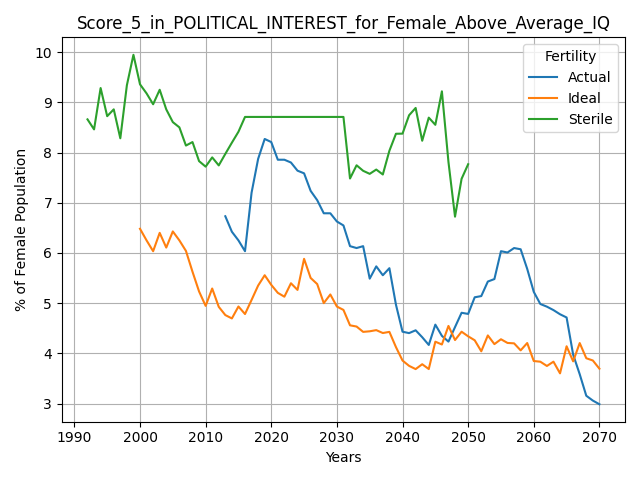 Score_5_in_POLITICAL_INTEREST_for_Female_Above_Average_IQ
% of Female Population
10
9
8
7
6
5
4
3
Fertility
Actual
Ideal
Sterile
1990 2000 2010 2020 2030 2040 2050 2060 2070
Years